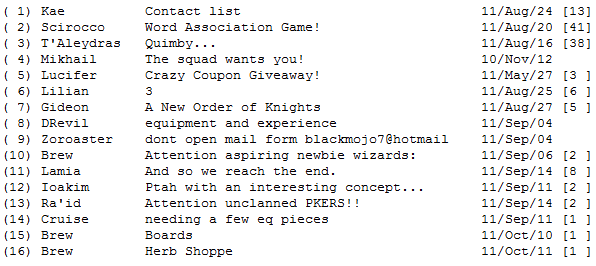 ( 1) Kae Contact list 11/Aug/24 [13]
( 2) Scirocco Word Association Game! 11/Aug/20 [41]
( 3) T'Aleydras Quimby... 11/Aug/16 [38]
( 4) Mikhail The squad wants you! 10/Nov/12
( 5) Lucifer Crazy Coupon Giveaway! 11/May/27 [3 ]
( 6) Lilian 3 11/Aug/25 [6 ]
( 7) Gideon A New Order of Knights 11/Aug/27 [5 ]
( 8) DRevil equipment and experience 11/Sep/04
( 9) Zoroaster dont open mail form blackmojo7@hotmail 11/Sep/04
(10) Brew Attention aspiring newbie wizards: 11/Sep/06 [2 ]
(11) Lamia And so we reach the end. 11/Sep/14 [8 ]
(12) Ioakim Ptah with an interesting concept... 11/Sep/11 [2 ]
(13) Ra'id Attention unclanned PKERS!! 11/Sep/14 [2 ]
(14) Cruise needing a few eq pieces 11/Sep/11 [1 ]
(15) Brew Boards 11/Oct/10 [1 ]
(16) Brew Herb Shoppe 11/Oct/11 [1 ]